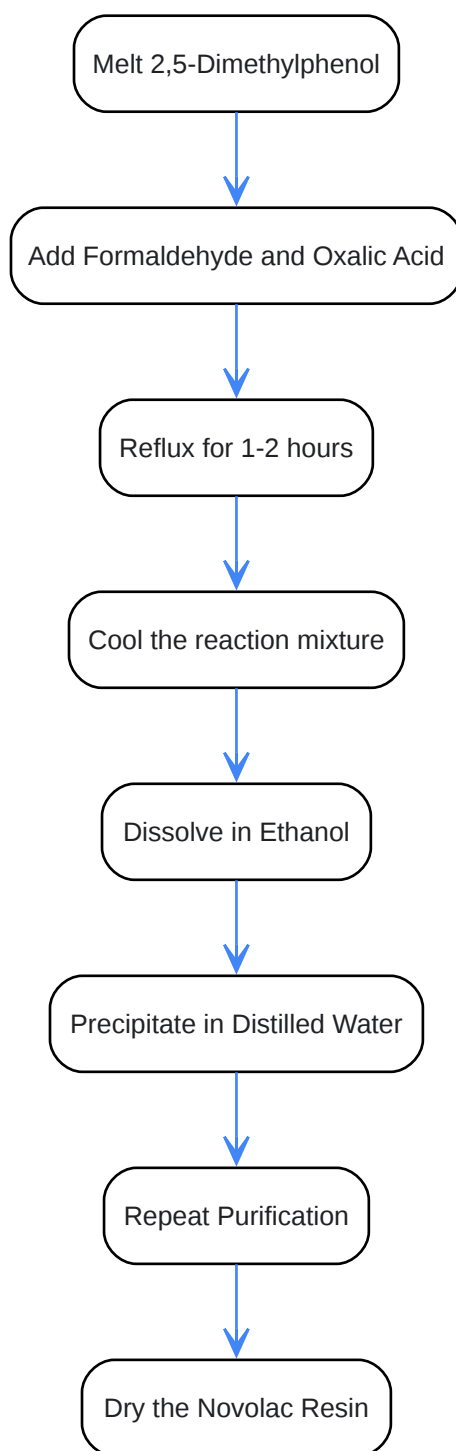 Melt 2,5-Dimethylphenol
Add Formaldehyde and Oxalic Acid
Reflux for 1-2 hours
Cool the reaction mixture
Dissolve in Ethanol
Precipitate in Distilled Water
Repeat Purification
Dry the Novolac Resin